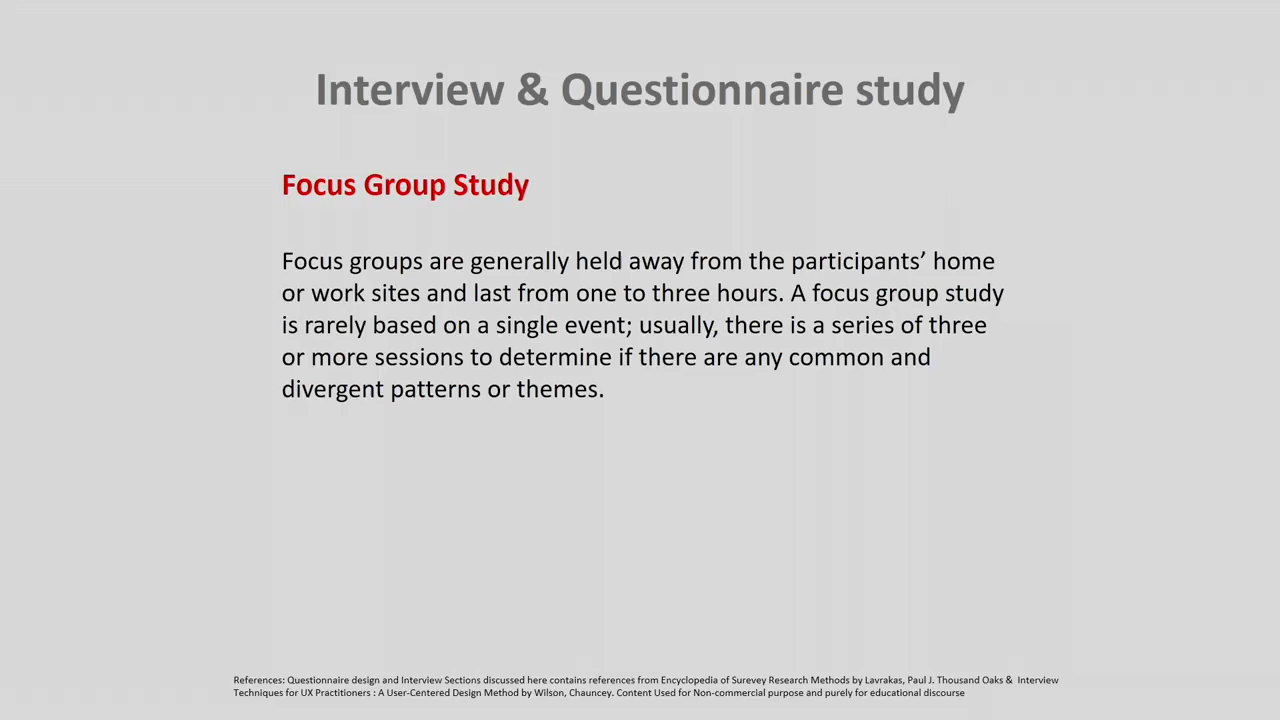 Interview & Questionnaire study
Focus Group Study
Focus groups are generally held away from the participants’ home
or work sites and last from one to three hours. A focus group study
is rarely based on a single event; usually, there is a series of three
or more sessions to determine if there are any common and
divergent patterns or themes.
References: Questionnaire design and Interview Sections discussed here contains references from Encyclopedia of Surevey Research Methods by Lavrakas, Paul J. Thousand Oaks & Interview
Techniques for UX Practitioners : A User-Centered Design Method by Wilson, Chauncey. Content Used for Non-commercial purpose and purely for educational discourse